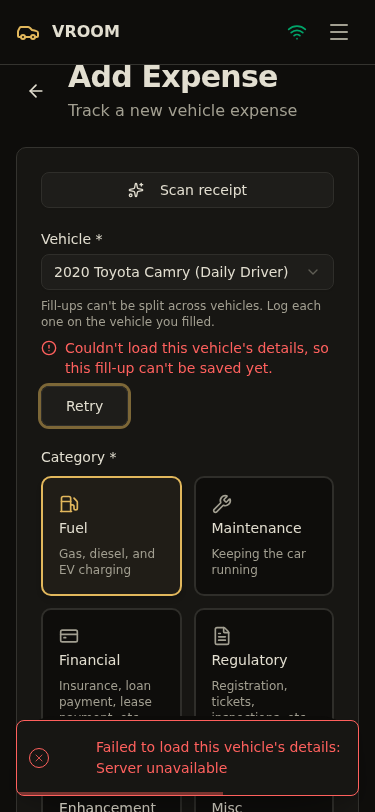 VROOM
Add Expense
Track a new vehicle expense
Scan receipt
Vehicle *
2020 Toyota Camry (Daily Driver)
Fill-ups can't be split across vehicles. Log each
one on the vehicle you filled.
Couldn't load this vehicle's details, so
this fill-up can't be saved yet.
Retry
Category *
Fuel
Gas, diesel, and
EV charging
Maintenance
Keeping the car
running
Financial
Insurance, loan
payment, lease
Regulatory
Registration,
tickets,
Failed to load this vehicle's details:
Server unavailable
Enhancement
Misc